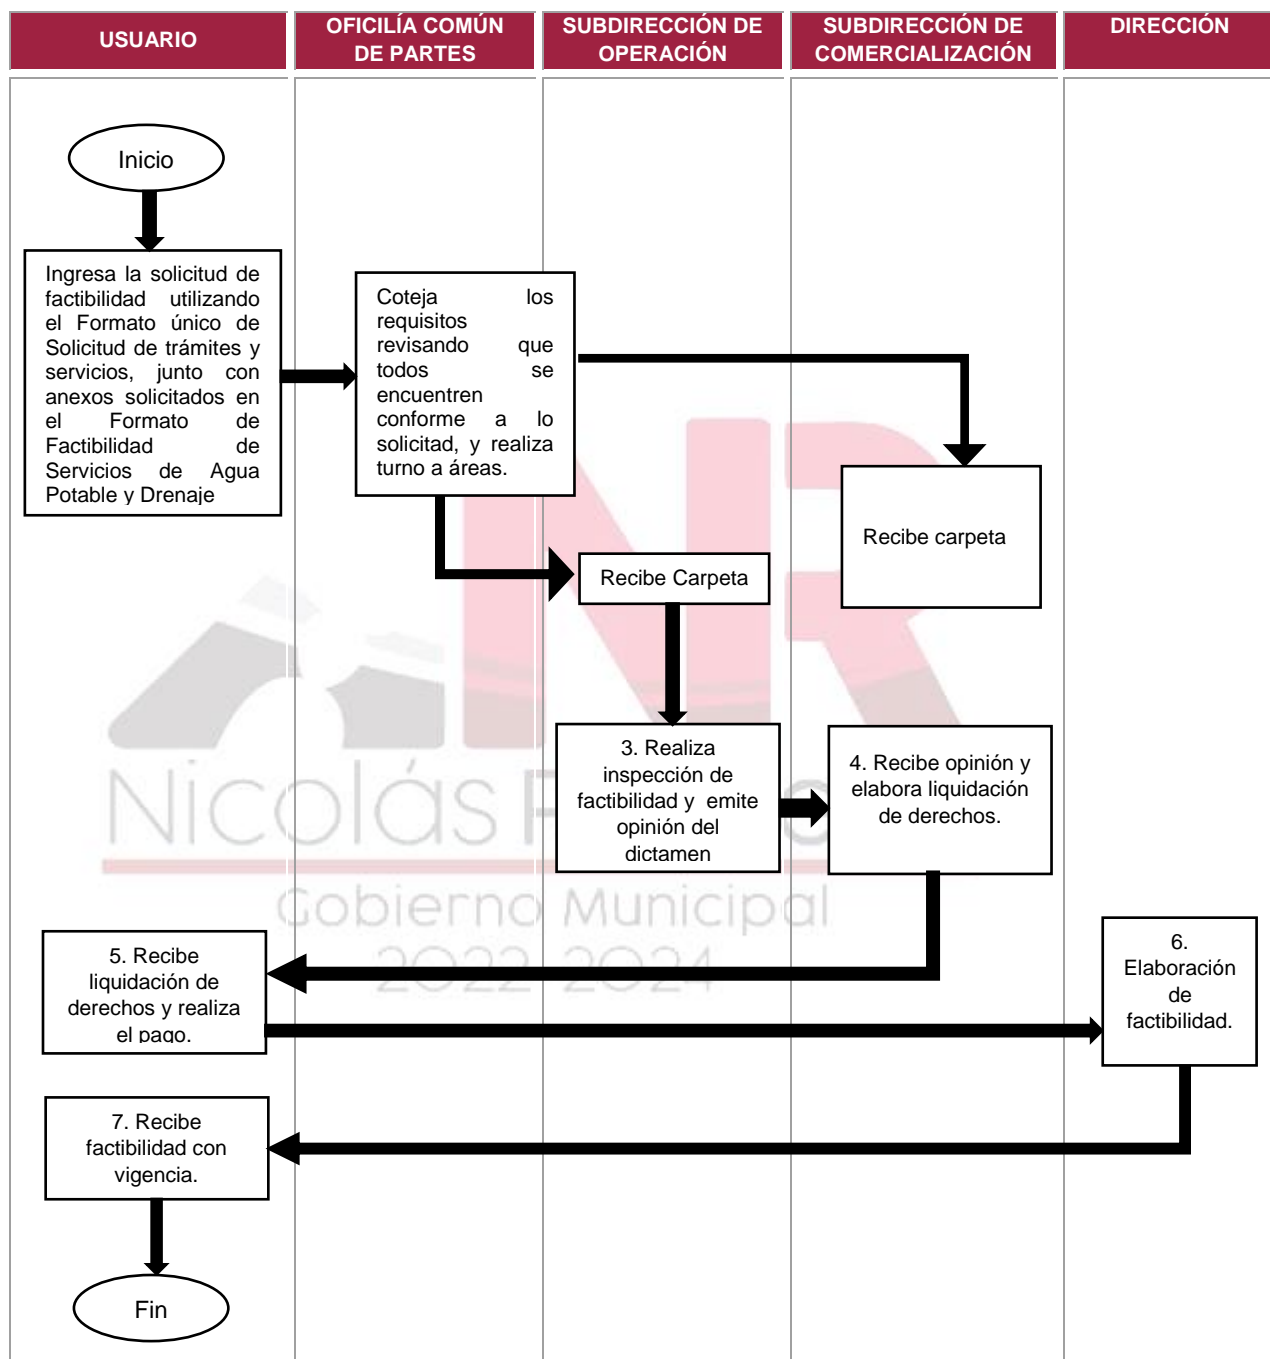 USUARIO
OFICILÍA COMÚN
DE PARTES
SUBDIRECCIÓN DE
OPERACIÓN
SUBDIRECCIÓN DE
COMERCIALIZACIÓN
DIRECCIÓN
Inicio
Ingresa la solicitud de
factibilidad utilizando
el Formato único de
Solicitud de trámites y
servicios, junto con
anexos solicitados en
el Formato de
Factibilidad de
Servicios de Agua
Potable y Drenaje
Coteja los
requisitos
revisando que
todos se
encuentren
conforme a lo
solicitad, y realiza
turno a áreas.
Recibe carpeta
Recibe Carpeta
3. Realiza
inspección de
factibilidad y emite
opinión del
dictamen
4. Recibe opinión y
elabora liquidación
de derechos.
Nicolás
Gobierno Municipal
2022-2024
5. Recibe
liquidación de
derechos y realiza
el pago.
6.
Elaboración
de
factibilidad.
7. Recibe
factibilidad con
vigencia.
Fin